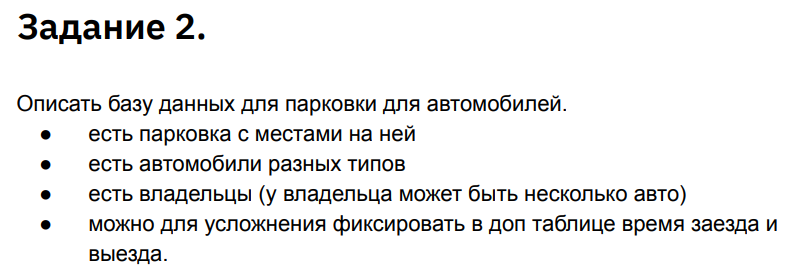 Задание 2.
Описать базу данных для парковки для автомобилей.
● есть парковка с местами на ней
● есть автомобили разных типов
● есть владельцы (у владельца может быть несколько авто)
● можно для усложнения фиксировать в доп таблице время заезда и
выезда.